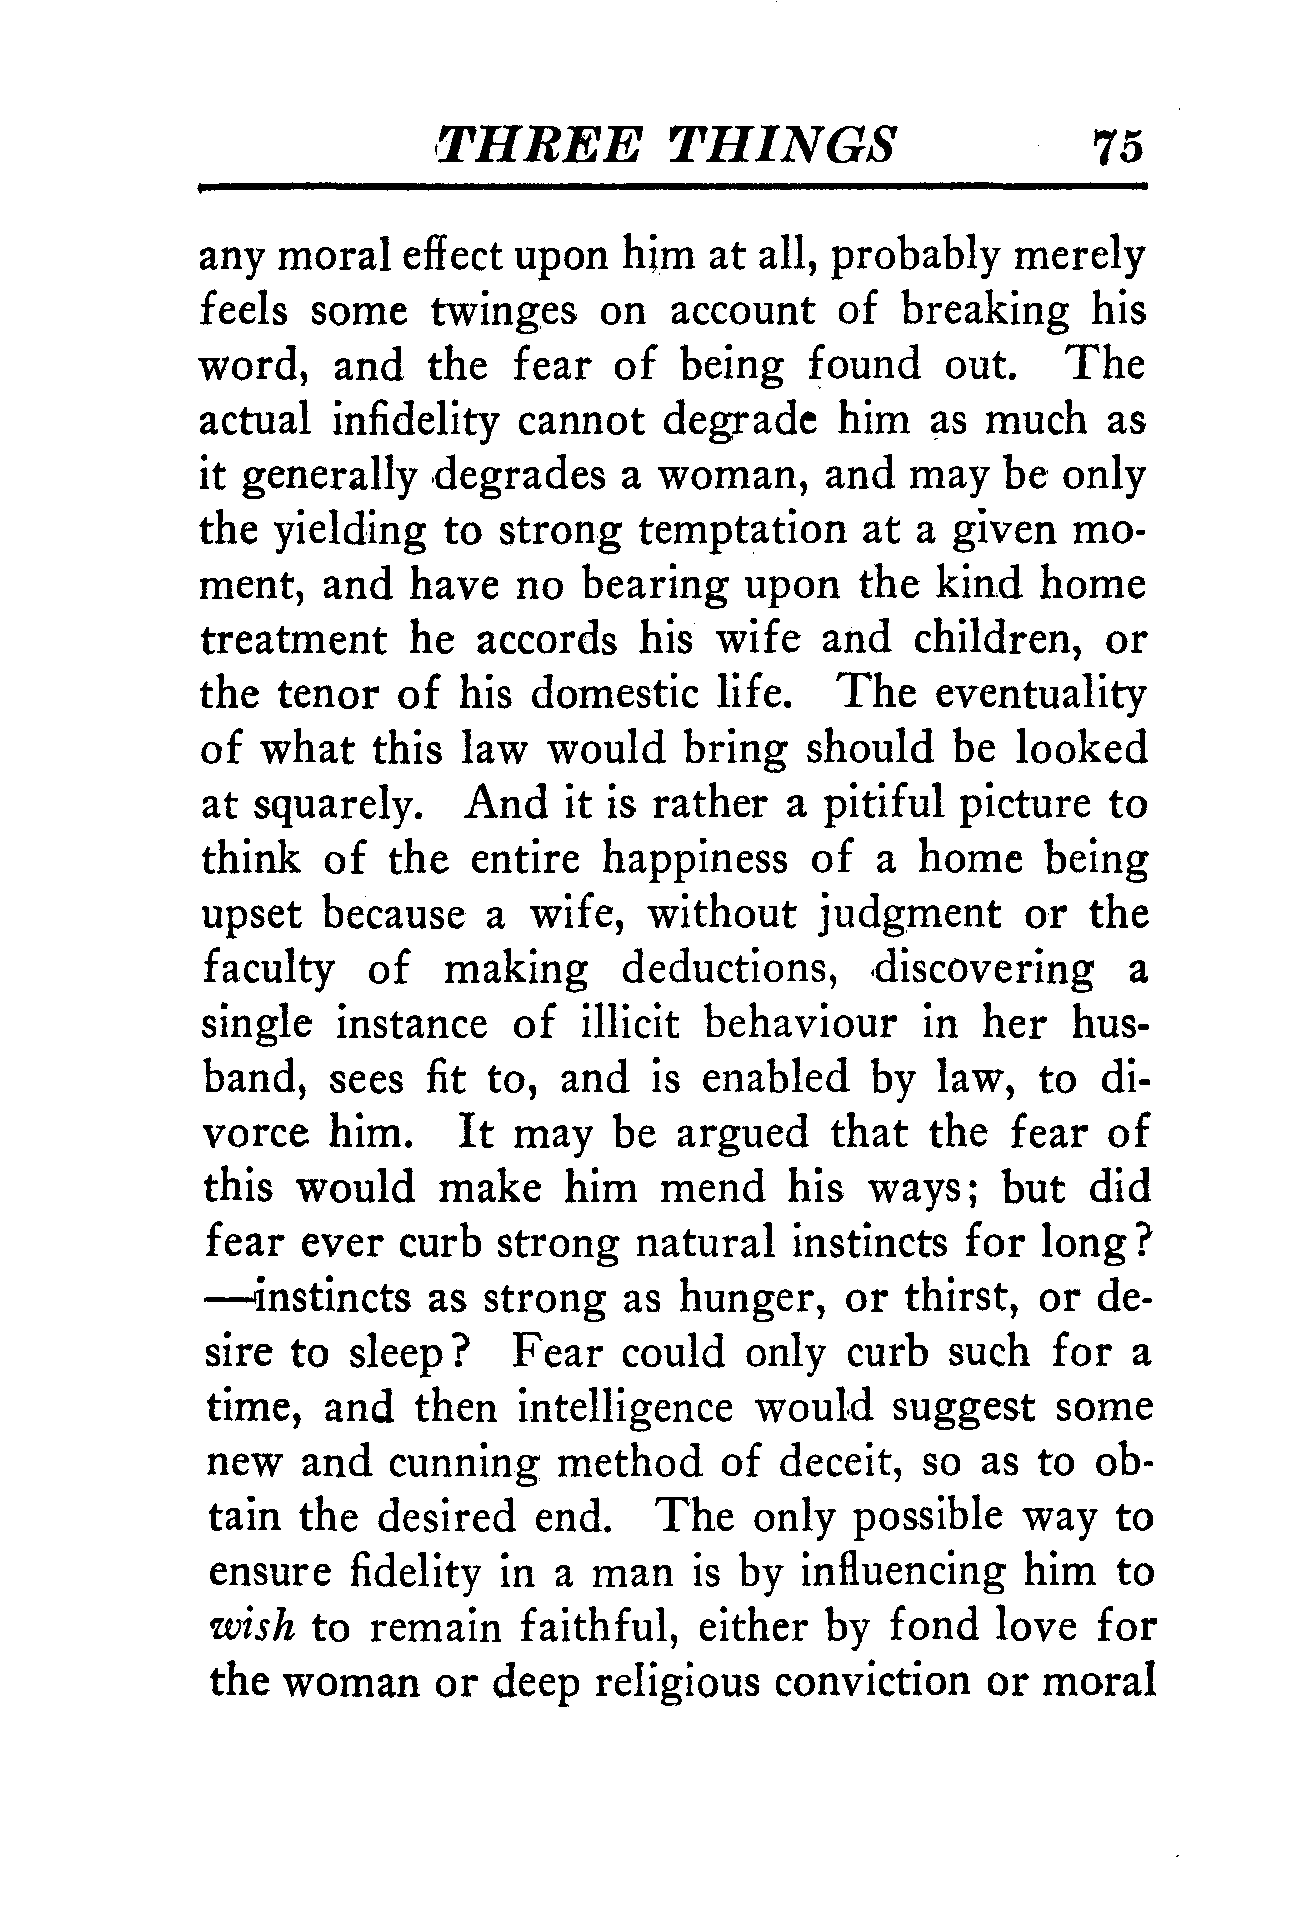 THREE THINGS 75
any moral effect upon him at all, probably merely
feels some twinges on account of breaking his
word, and the fear of being found out. The
actual infidelity cannot degrade him as much as
it generally degrades a woman, and may be only
the yielding to strong temptation at a given mo-
ment, and have no bearing upon the kind home
treatment he accords his wife and children, or
the tenor of his domestic life. The eventuality
of what this law would bring should be looked
at squarely. And it is rather a pitiful picture to
think of the entire happiness of a home being
upset because a wife, without judgment or the
faculty of making deductions, discovering a
single instance of illicit behaviour in her hus-
band, sees fit to, and is enabled by law, to di-
vorce him. It may be argued that the fear of
this would make him mend his ways; but did
fear ever curb strong natural instincts for long?
—instincts as strong as hunger, or thirst, or de-
sire to sleep? Fear could only curb such for a
time, and then intelligence would suggest some
new and cunning method of deceit, so as to ob-
tain the desired end. The only possible way to
ensure fidelity in a man is by influencing him to
wish to remain faithful, either by fond love for
the woman or deep religious conviction or moral